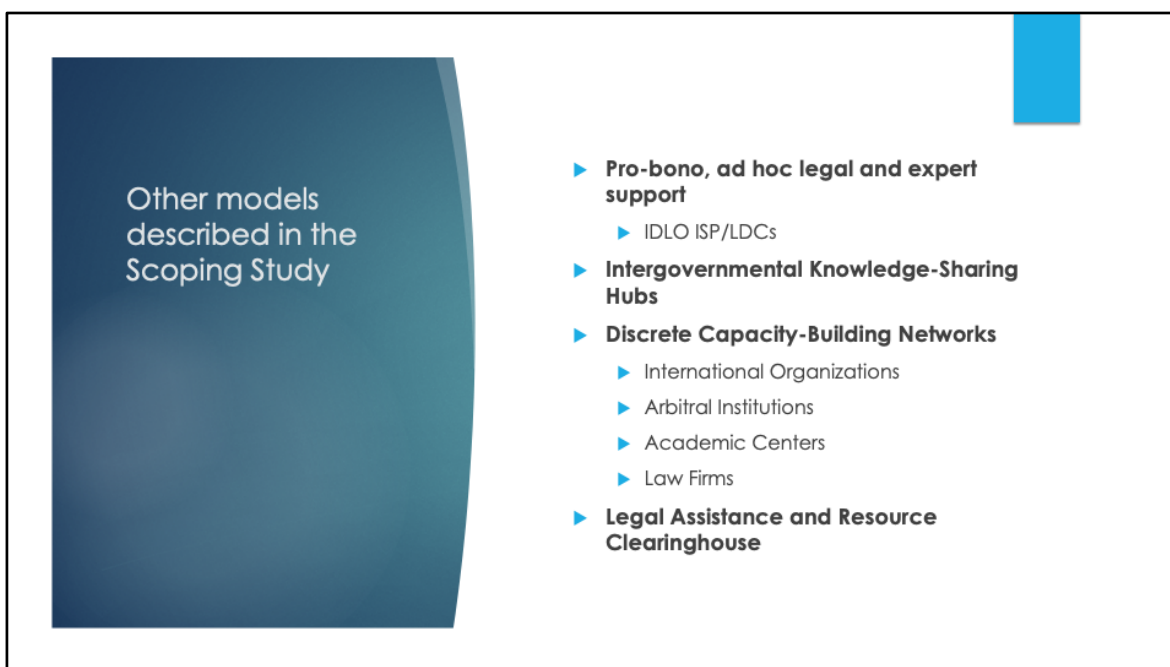 Other models
described in the
Scoping Study
Pro-bono, ad hoc legal and expert
support
IDLO ISP/LDCs
Intergovernmental Knowledge-Sharing
Hubs
Discrete Capacity-Building Networks
International Organizations
Arbitral Institutions
Academic Centers
Law Firms
Legal Assistance and Resource
Clearinghouse